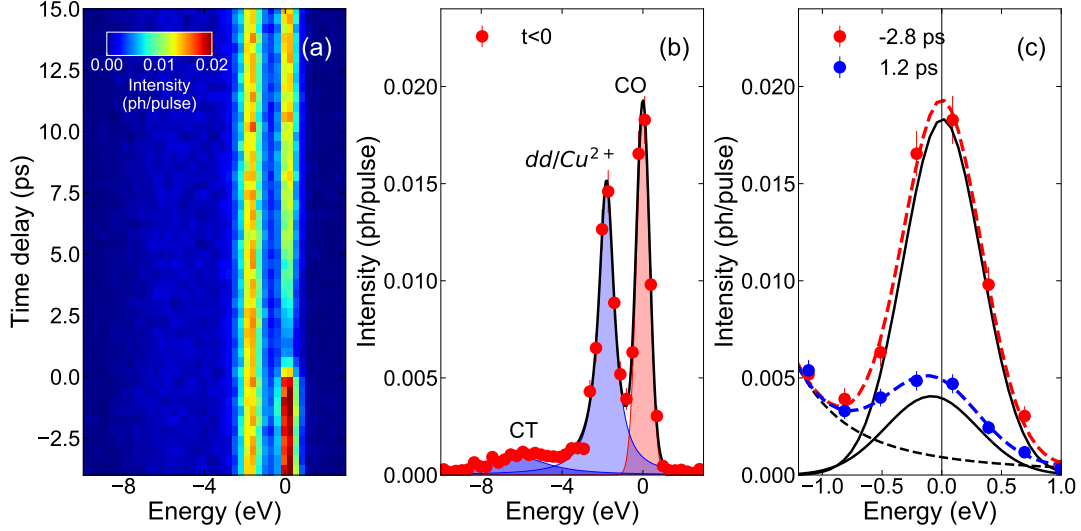 15.0
12.5
10.0
7.5
5.0
2.5
0.0
−2.5
Time delay (ps)
(a)
0.00 0.01 0.02
Intensity
(ph/pulse)
−8 −4 0
Energy (eV)
0.020
0.015
0.010
0.005
0.000
Intensity (ph/pulse)
t<0
(b)
CO
dd/Cu²⁺
CT
−8 −4 0
Energy (eV)
0.020
0.015
0.010
0.005
0.000
Intensity (ph/pulse)
-2.8 ps
1.2 ps
(c)
−1.0 −0.5 0.0 0.5 1.0
Energy (eV)